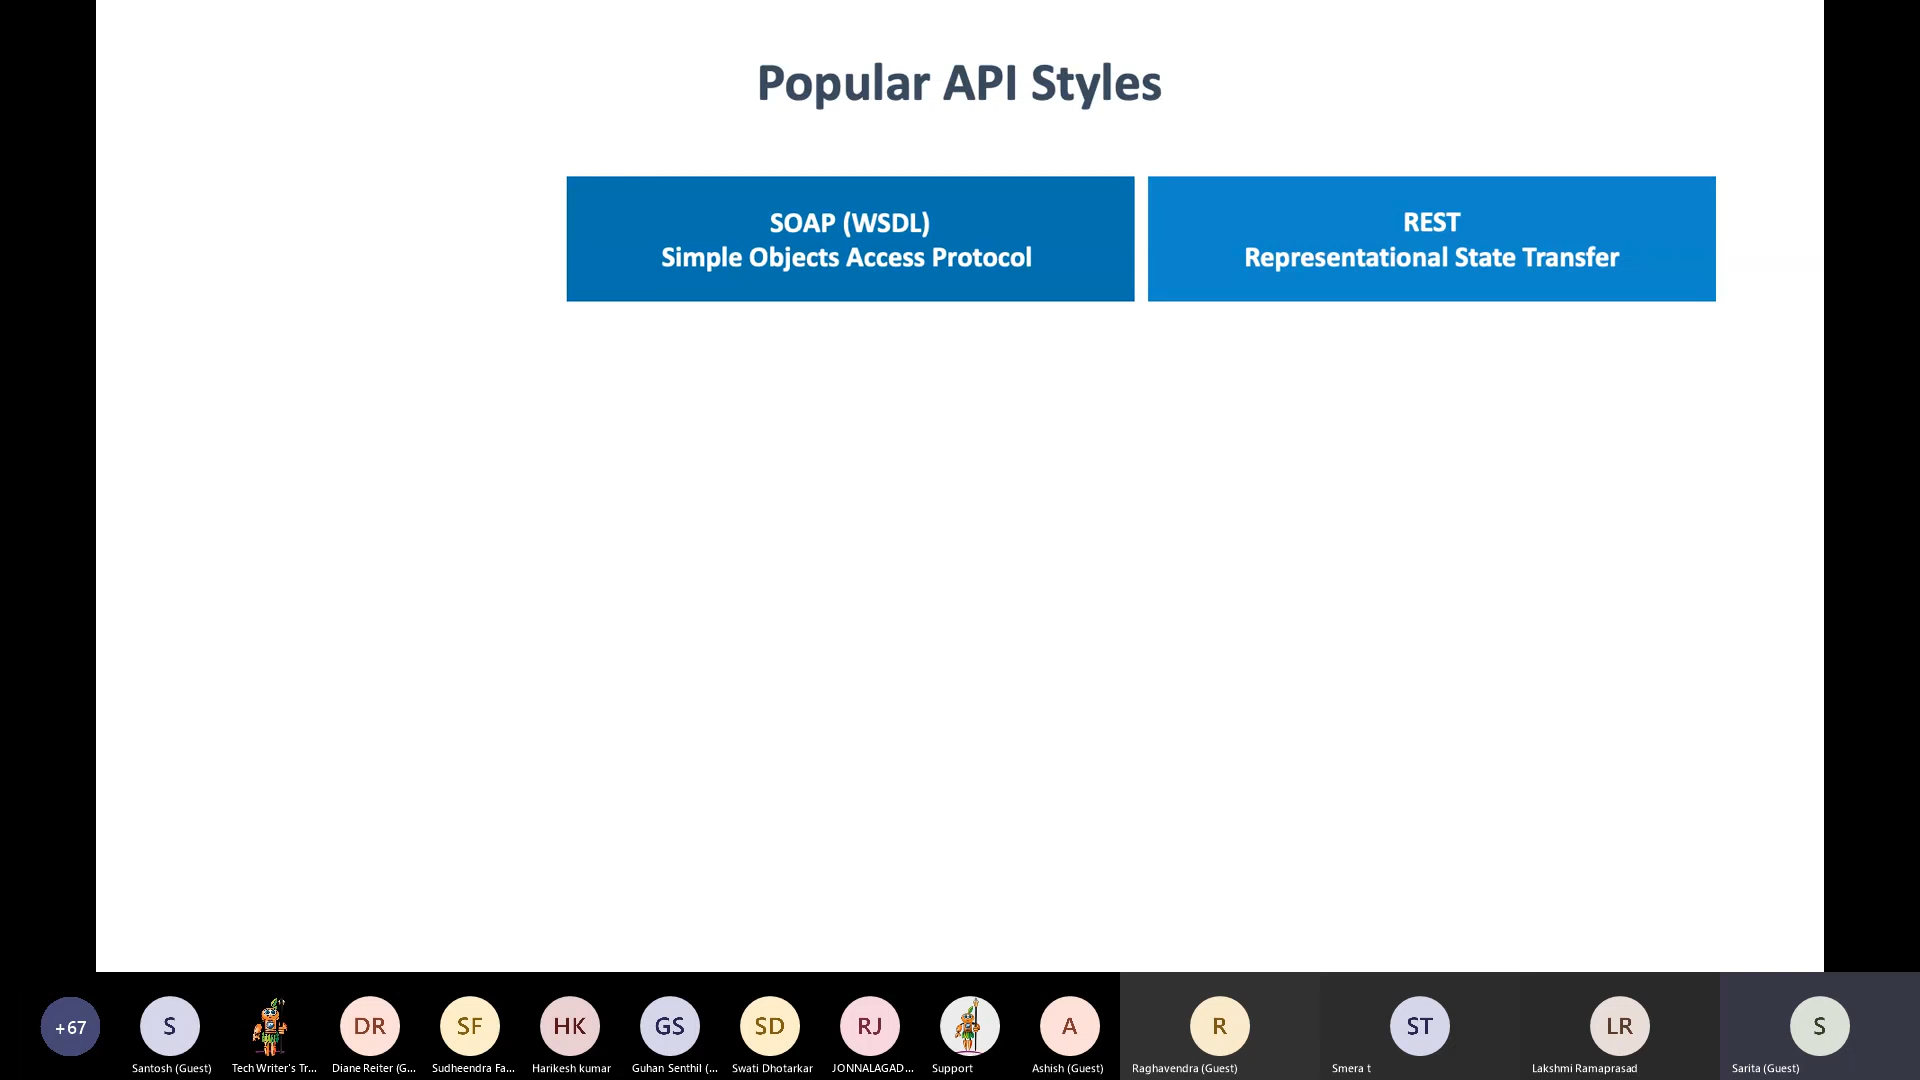 Popular API Styles
SOAP (WSDL)
Simple Objects Access Protocol
REST
Representational State Transfer
+67
S
DR
SF
HK
GS
SD
RJ
A
R
ST
LR
S
Santosh (Guest)
Tech Writer's Tr...
Diane Reiter (G...
Sudheendra Fa...
Harikesh kumar
Guhan Senthil (...
Swati Dhotarkar
JONNALAGAD...
Support
Ashish (Guest)
Raghavendra (Guest)
Smera t
Lakshmi Ramaprasad
Sarita (Guest)